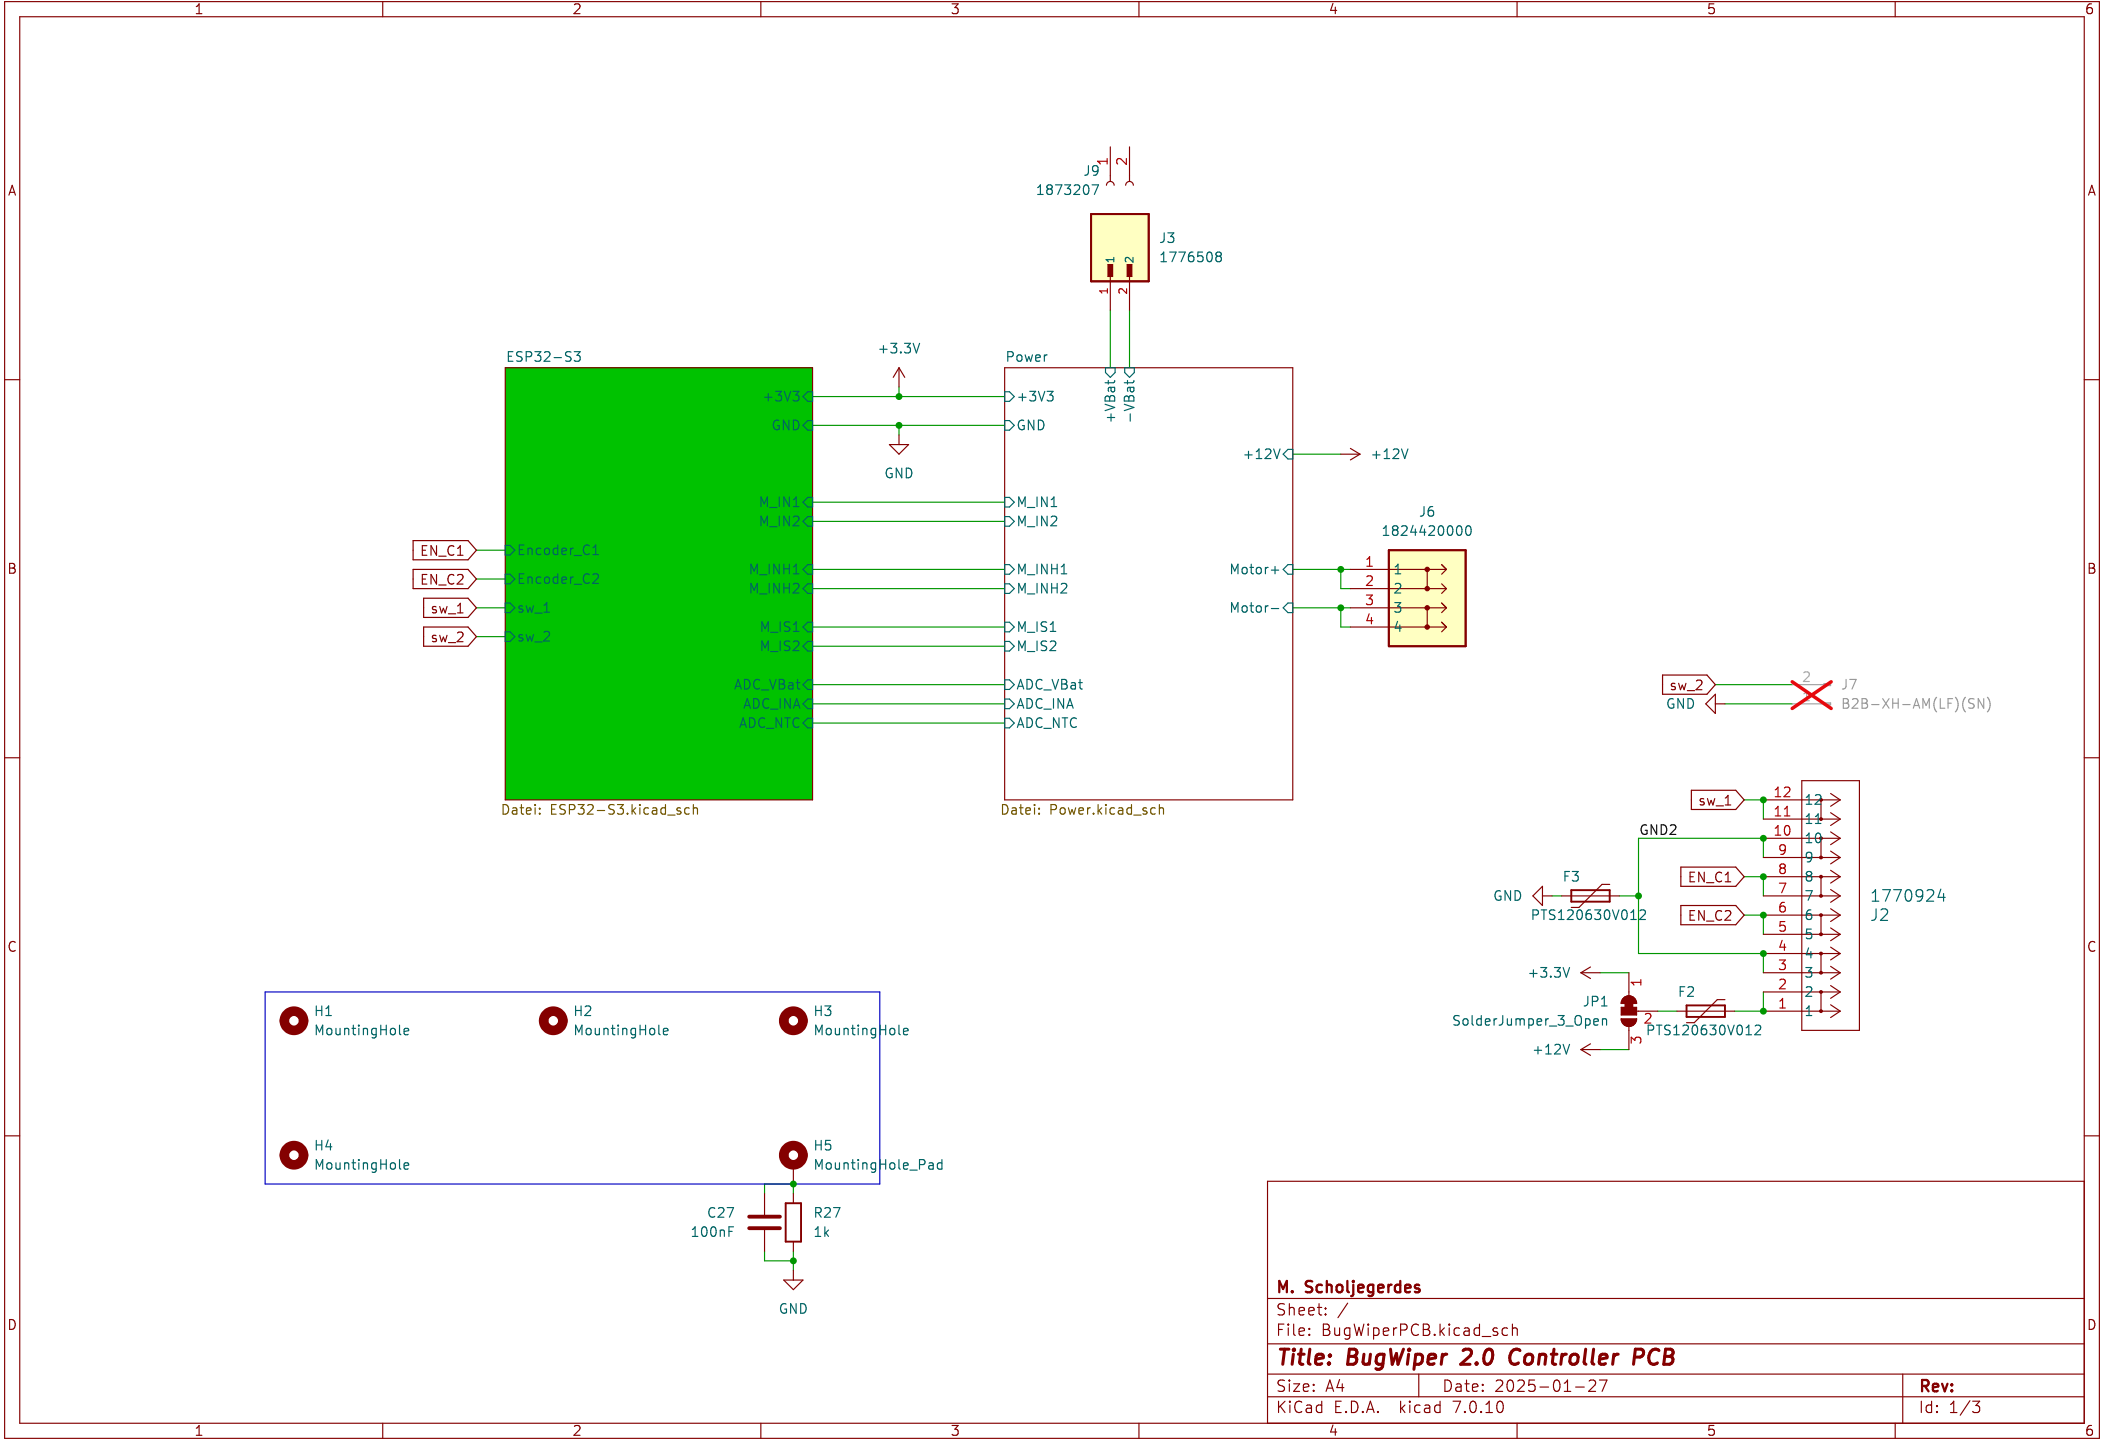 1 2 3 4 5 6
A A
B B
C C
D D
1 2 3 4 5 6
J9
1873207
1 2
J3
1776508
1 2
1 2
ESP32-S3
+3V3
GND
M_IN1
M_IN2
Encoder_C1
Encoder_C2
sw_1
sw_2
M_INH1
M_INH2
M_IS1
M_IS2
ADC_VBat
ADC_INA
ADC_NTC
Datei: ESP32-S3.kicad_sch
EN_C1
EN_C2
sw_1
sw_2
+3.3V
GND
Power
+VBat
-VBat
+3V3
GND
+12V
M_IN1
M_IN2
M_INH1
M_INH2
Motor+
Motor-
M_IS1
M_IS2
ADC_VBat
ADC_INA
ADC_NTC
Datei: Power.kicad_sch
+12V
J6
1824420000
1 1
2 2
3 3
4 4
sw_2
GND
2
J7
B2B-XH-AM(LF)(SN)
sw_1
12 12
11 11
GND2
10 10
9 9
EN_C1
8 8
7 7
EN_C2
6 6
5 5
4 4
3 3
2 2
1 1
1770924
J2
F3
GND
PTS120630V012
+3.3V
1
JP1
SolderJumper_3_Open
2
3
+12V
F2
PTS120630V012
H1
MountingHole
H2
MountingHole
H3
MountingHole
H4
MountingHole
H5
MountingHole_Pad
C27
100nF
R27
1k
GND
M. Scholjegerdes
Sheet: /
File: BugWiperPCB.kicad_sch
Title: BugWiper 2.0 Controller PCB
Size: A4 Date: 2025-01-27 Rev:
KiCad E.D.A. kicad 7.0.10 Id: 1/3